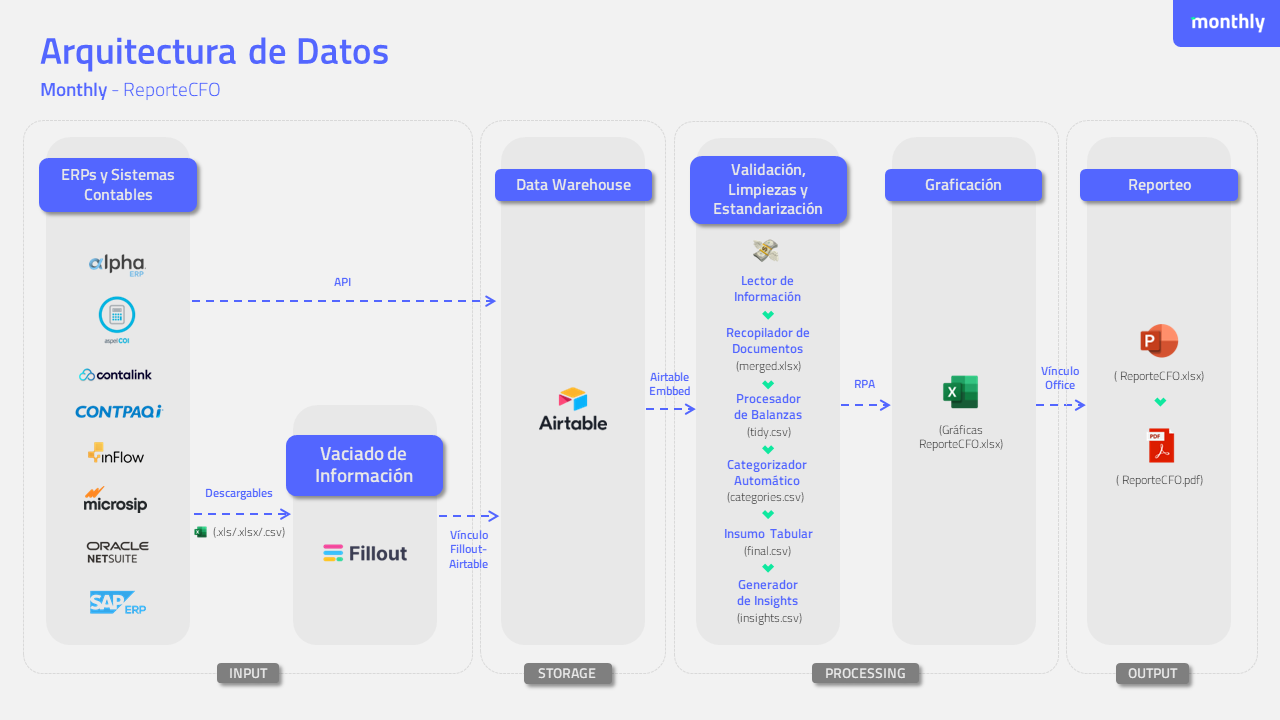 monthly
Arquitectura de Datos
Monthly - ReporteCFO
ERPs y Sistemas
Contables
alpha
ERP
aspel COI
contalink
CONTPAQi
inFlow
microsip
ORACLE
NETSUITE
SAP ERP
API
Descargables
(.xls/.xlsx/.csv)
Vaciado de
Información
Fillout
Vínculo
Fillout-
Airtable
INPUT
Data Warehouse
Airtable
STORAGE
Airtable
Embbed
Validación,
Limpiezas y
Estandarización
Lector de
Información
Recopilador de
Documentos
(merged.xlsx)
Procesador
de Balanzas
(tidy.csv)
Categorizador
Automático
(categories.csv)
Insumo Tabular
(final.csv)
Generador
de Insights
(insights.csv)
RPA
Graficación
(Gráficas
ReporteCFO.xlsx)
PROCESSING
Vínculo
Office
Reporteo
P
( ReporteCFO.xlsx)
PDF
( ReporteCFO.pdf)
OUTPUT